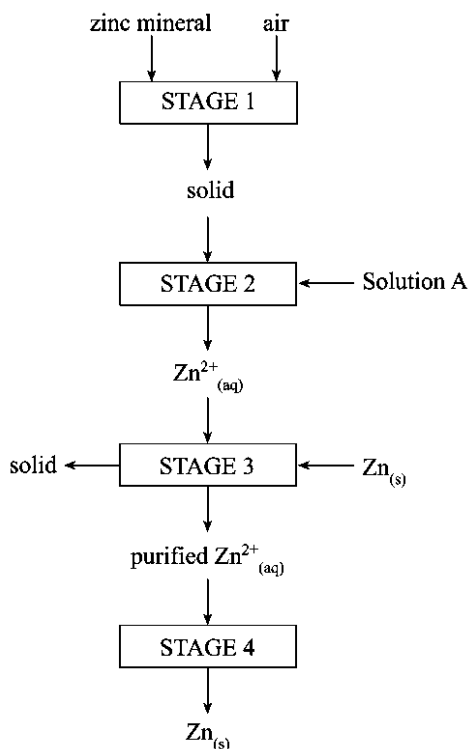 zinc mineral air
STAGE 1
solid
STAGE 2 Solution A
Zn²⁺₍aq₎
solid STAGE 3 Zn₍s₎
purified Zn²⁺₍aq₎
STAGE 4
Zn₍s₎